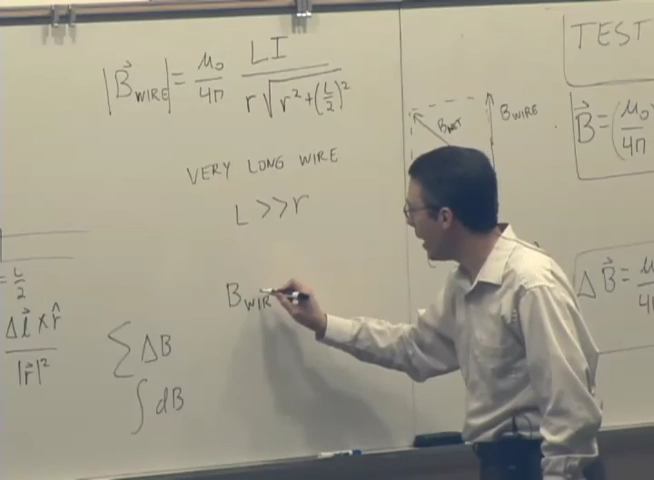 |B⃗WIRE| = μ₀/4π LI/r√r²+(L/2)²
VERY LONG WIRE
L >> r
BWIR
= L/2
Δl⃗ × r̂/|r⃗|²
∑ ΔB
∫ dB
BNET
BWIRE
TEST
B⃗ = (μ₀/4π
ΔB⃗ =